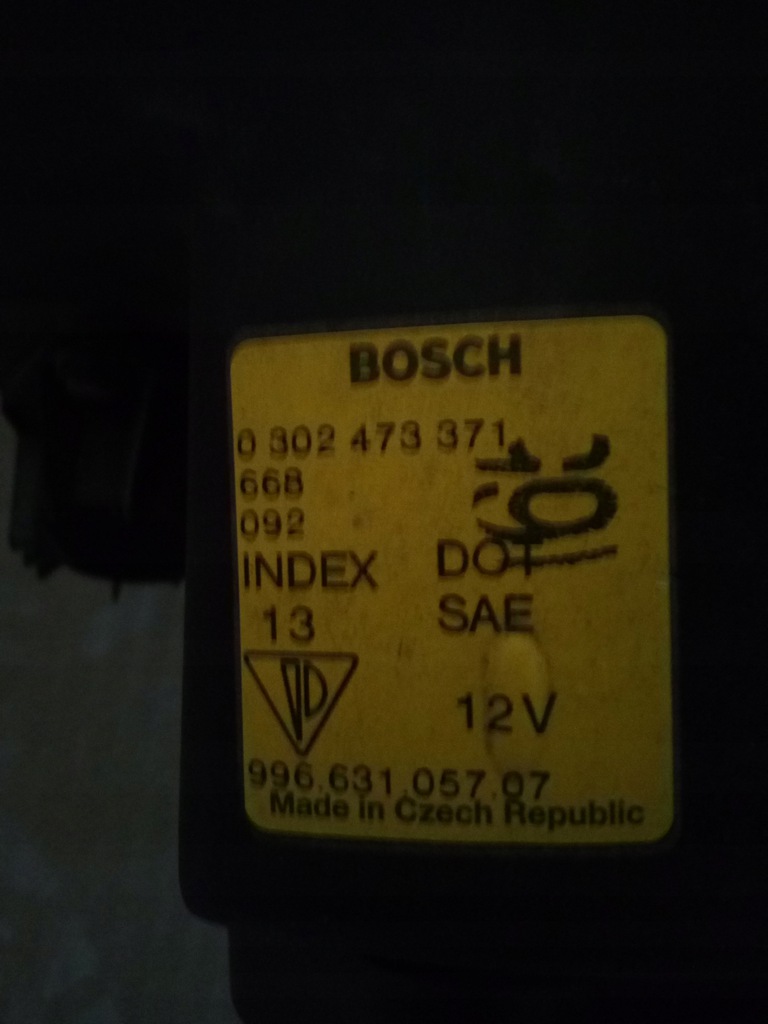 BOSCH
0 302 473 371
668
092
INDEX DOT
13 SAE
12V
996.631.057.07
Made in Czech Republic